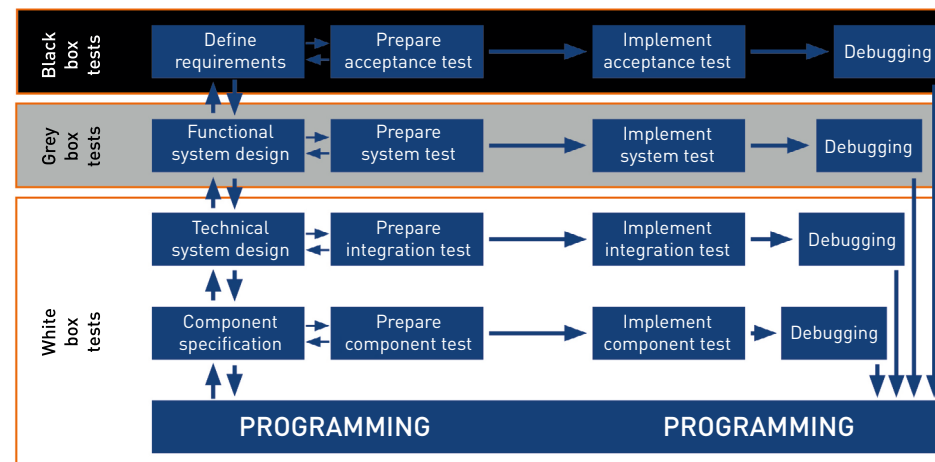 Black
box
tests
Define
requirements
Prepare
acceptance test
Implement
acceptance test
Debugging
Grey
box
tests
Functional
system design
Prepare
system test
Implement
system test
Debugging
White
box
tests
Technical
system design
Prepare
integration test
Implement
integration test
Debugging
Component
specification
Prepare
component test
Implement
component test
Debugging
PROGRAMMING
PROGRAMMING